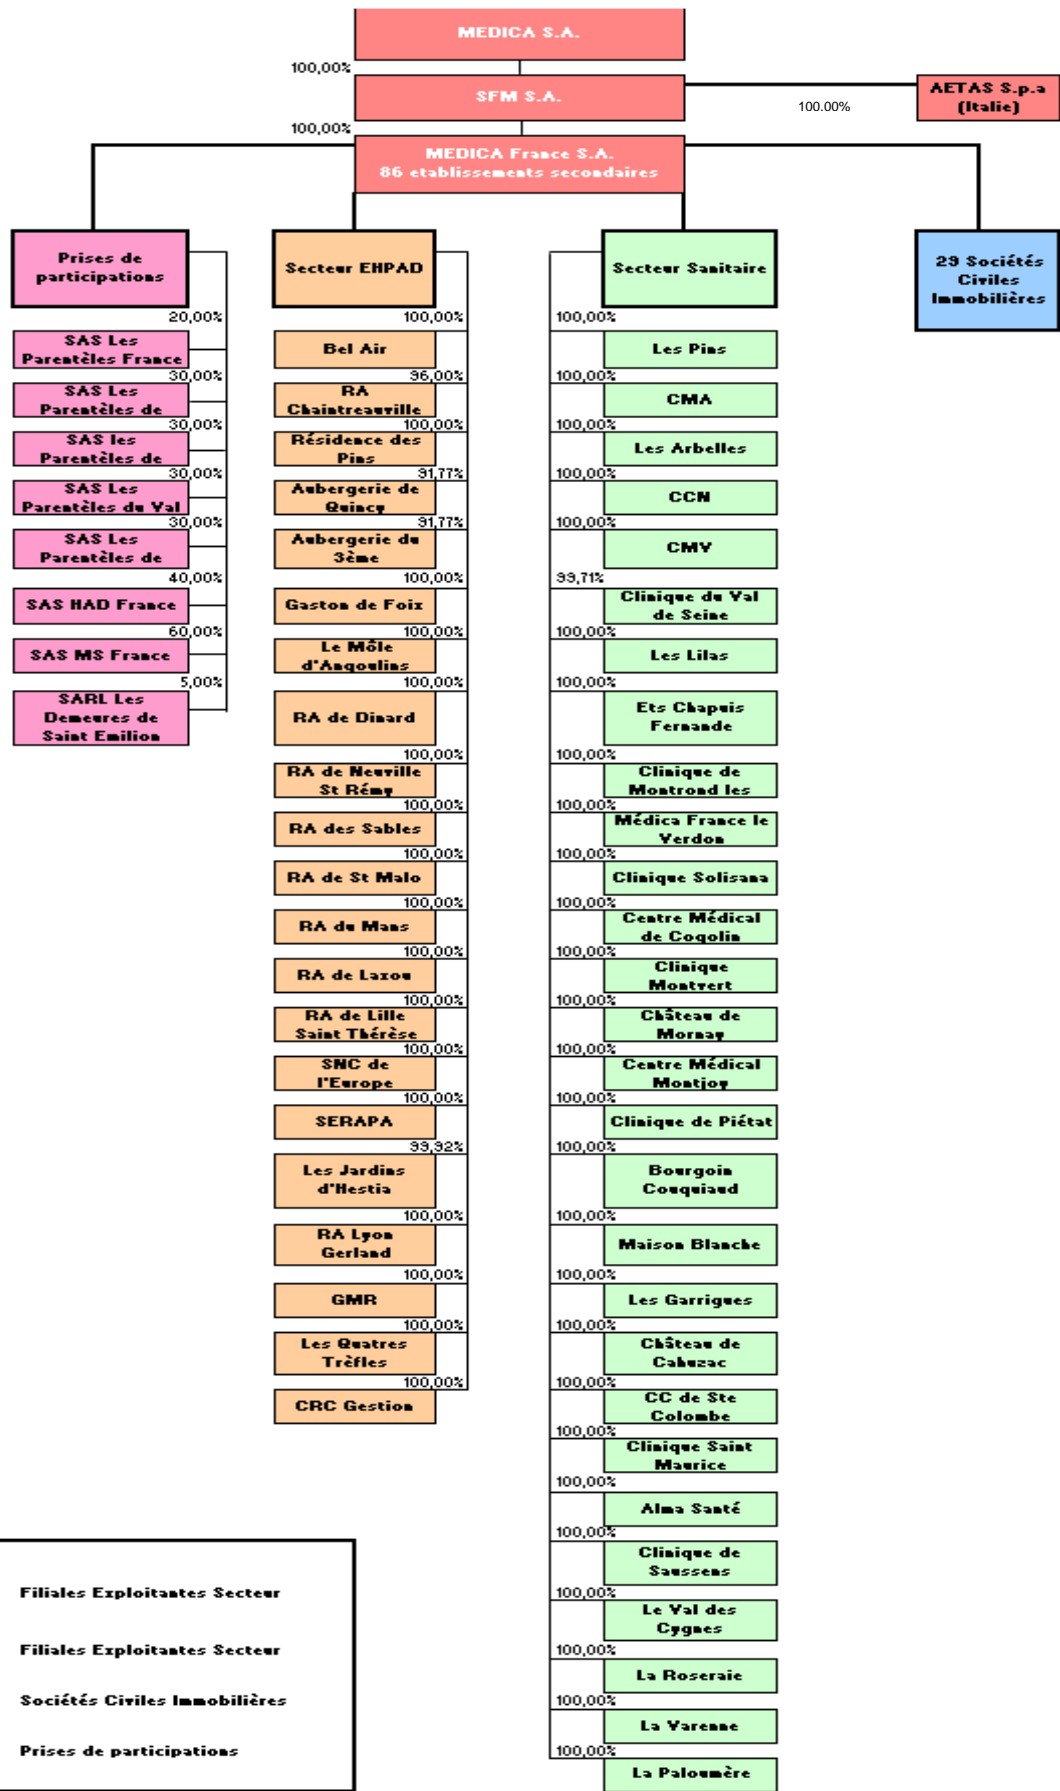 MEDICA S.A.
100,00%
SFM S.A.
100.00%
AETAS S.p.a
(Italie)
100,00%
MEDICA France S.A.
86 etablissements secondaires
Prises de
participations
20,00%
SAS Les
Parentèles France
30,00%
SAS Les
Parentèles de
30,00%
SAS les
Parentèles de
30,00%
SAS Les
Parentèles du Val
30,00%
SAS Les
Parentèles de
40,00%
SAS HAD France
60,00%
SAS MS France
5,00%
SARL Les
Demeures de
Saint Emilion
Secteur EHPAD
100,00%
Bel Air
96,00%
RA
Chaintreauville
100,00%
Résidence des
Pins
91,77%
Aubergerie de
Quincy
91,77%
Aubergerie du
3ème
100,00%
Gaston de Foix
100,00%
Le Môle
d'Angoulins
100,00%
RA de Dinard
100,00%
RA de Neuville
St Rémy
100,00%
RA des Sables
100,00%
RA de St Malo
100,00%
RA du Mans
100,00%
RA de Laxou
100,00%
RA de Lille
Saint Thérèse
100,00%
SNC de
l'Europe
100,00%
SERAPA
99,92%
Les Jardins
d'Hestia
100,00%
RA Lyon
Gerland
100,00%
GMR
100,00%
Les Quatres
Trèfles
100,00%
CRC Gestion
Secteur Sanitaire
100,00%
Les Pins
100,00%
CMA
100,00%
Les Arbelles
100,00%
CCN
100,00%
CMV
99,71%
Clinique du Val
de Seine
100,00%
Les Lilas
100,00%
Ets Chapuis
Fernande
100,00%
Clinique de
Montrond les
100,00%
Médica France le
Verdon
100,00%
Clinique Solisana
100,00%
Centre Médical
de Cogolin
100,00%
Clinique
Montvert
100,00%
Château de
Mornay
100,00%
Centre Médical
Montjoy
100,00%
Clinique de Piétat
100,00%
Bourgoin
Couquiaud
100,00%
Maison Blanche
100,00%
Les Garrigues
100,00%
Château de
Cahuzac
100,00%
CC de Ste
Colombe
100,00%
Clinique Saint
Maurice
100,00%
Alma Santé
100,00%
Clinique de
Saussens
100,00%
Le Val des
Cygnes
100,00%
La Roseraie
100,00%
La Varenne
100,00%
La Paloumère
29 Sociétés
Civiles
Immobilières
Filiales Exploitantes Secteur
Filiales Exploitantes Secteur
Sociétés Civiles Immobilières
Prises de participations